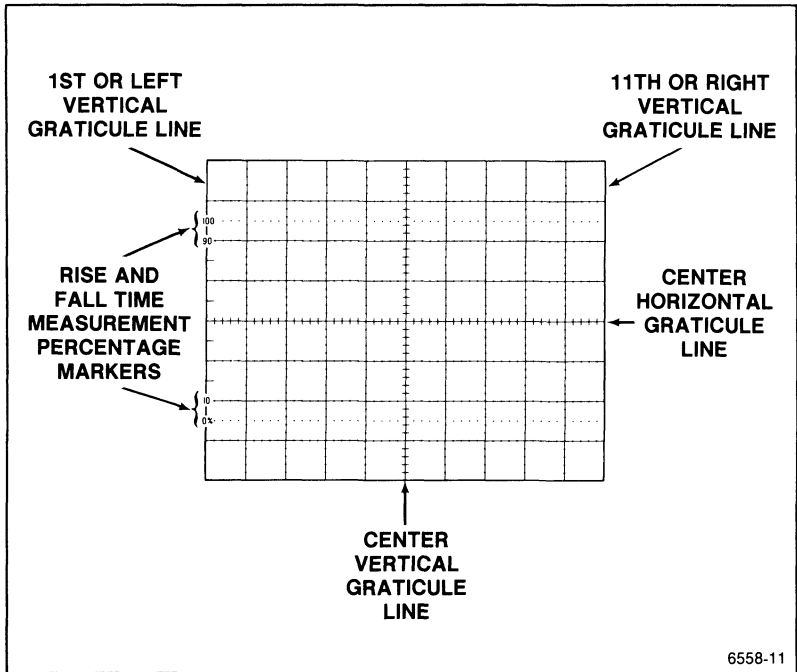 1ST OR LEFT
VERTICAL
GRATICULE LINE
11TH OR RIGHT
VERTICAL
GRATICULE LINE
100
90
RISE AND
FALL TIME
MEASUREMENT
PERCENTAGE
MARKERS
CENTER
HORIZONTAL
GRATICULE
LINE
10
0%
CENTER
VERTICAL
GRATICULE
LINE
6558-11